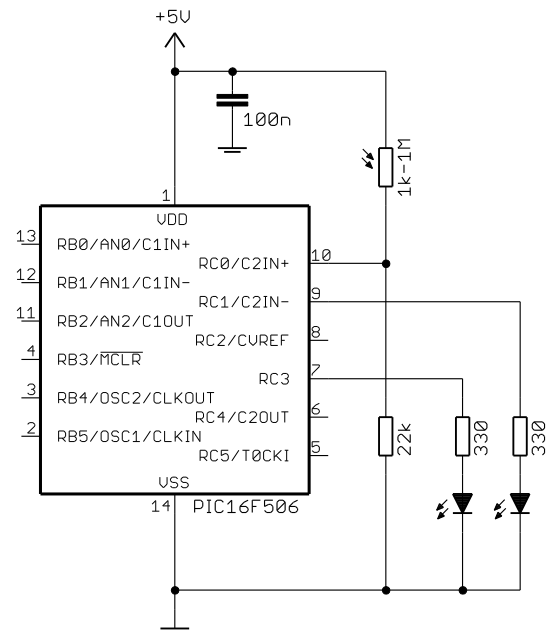 +5V
100n
1k-1M
1
VDD
13
RB0/AN0/C1IN+
RC0/C2IN+
10
12
RB1/AN1/C1IN-
RC1/C2IN-
9
11
RB2/AN2/C1OUT
RC2/CVREF
8
4
RB3/MCLR
RC3
7
3
RB4/OSC2/CLKOUT
RC4/C2OUT
6
2
RB5/OSC1/CLKIN
RC5/T0CKI
5
22k
330
330
VSS
14
PIC16F506